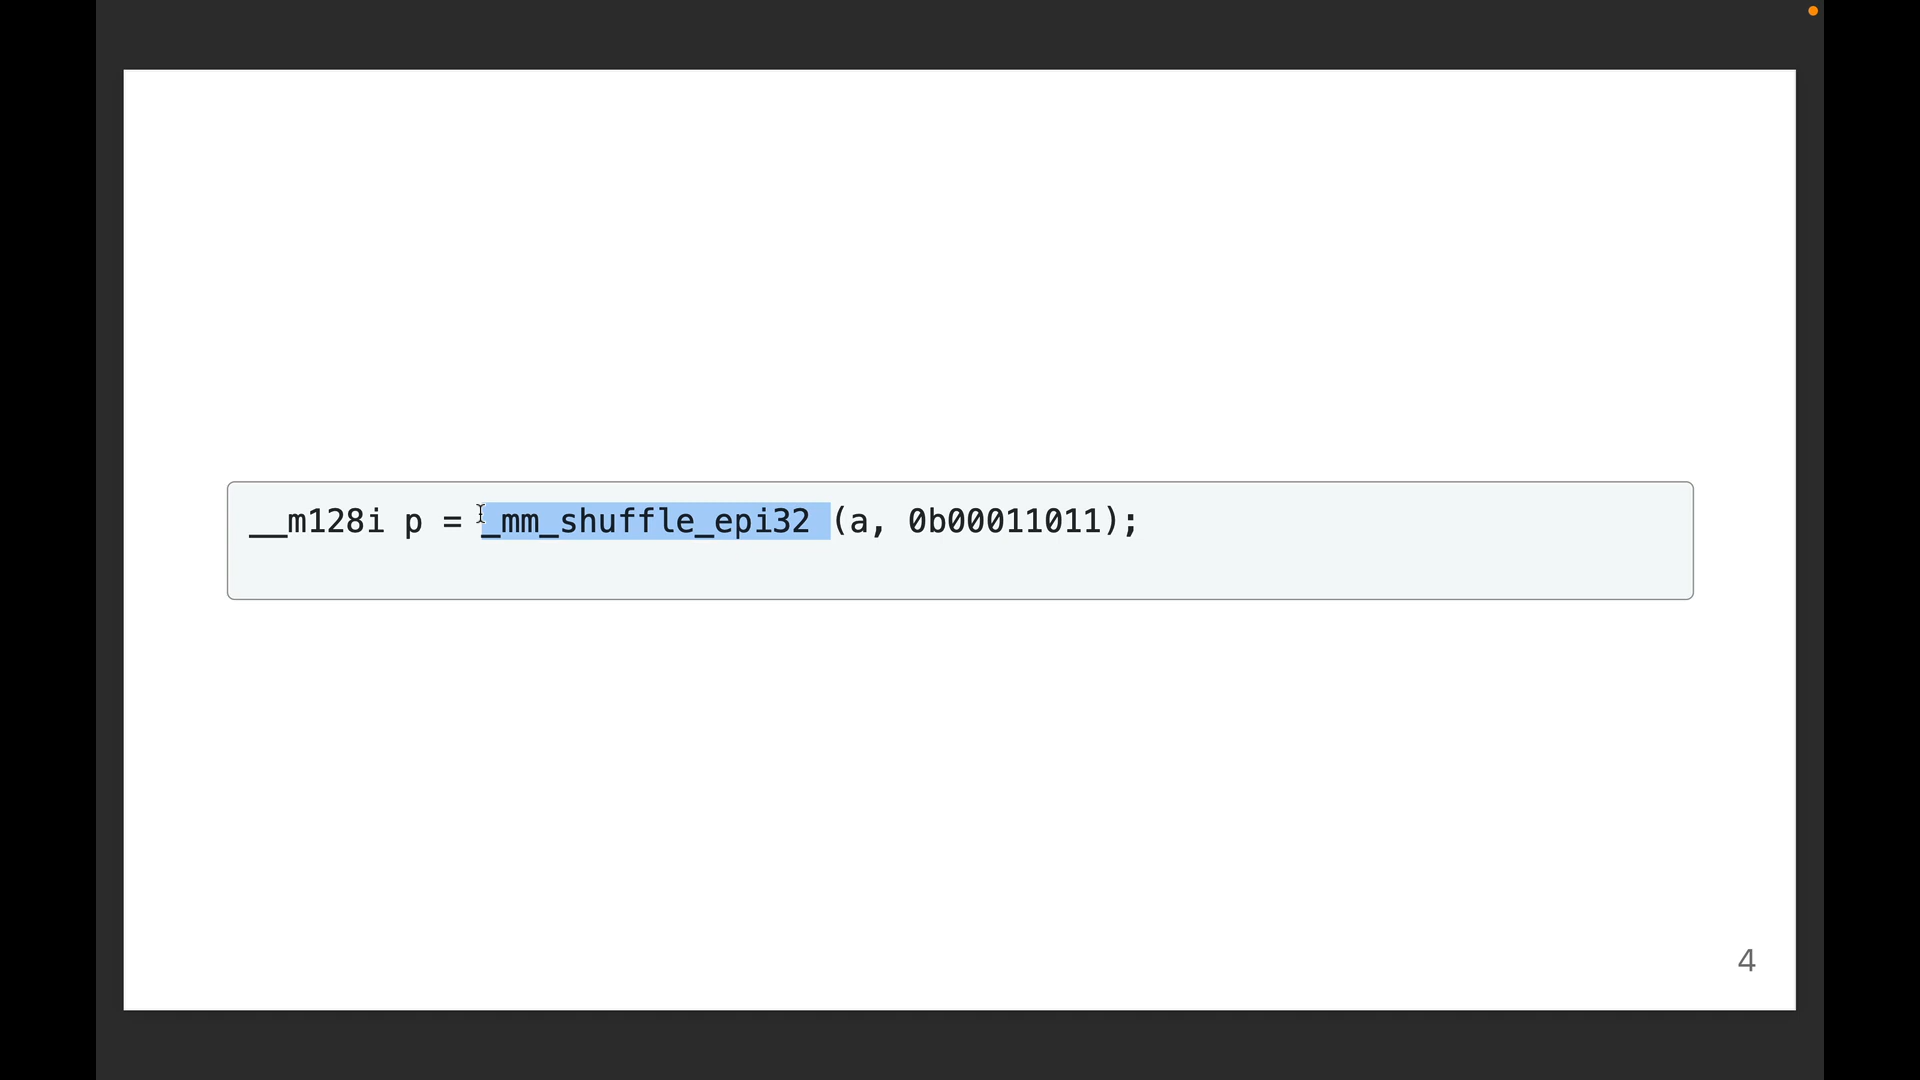 __m128i p = _mm_shuffle_epi32 (a, 0b00011011);
4